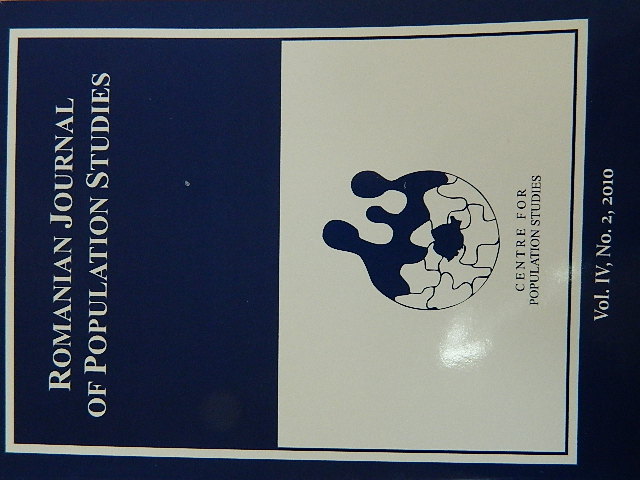 ROMANIAN JOURNAL
OF POPULATION STUDIES
CENTRE FOR
POPULATION STUDIES
Vol. IV, No. 2, 2010